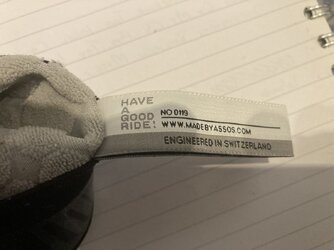 HAVE
A
GOOD
RIDE!
NO 0119
WWW.MADEBYASSOS.COM
ENGINEERED IN SWITZERLAND